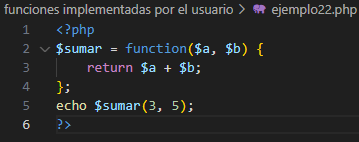 funciones implementadas por el usuario > ejemplo22.php
1 <?php
2 $sumar = function($a, $b) {
3     return $a + $b;
4 };
5 echo $sumar(3, 5);
6 ?>